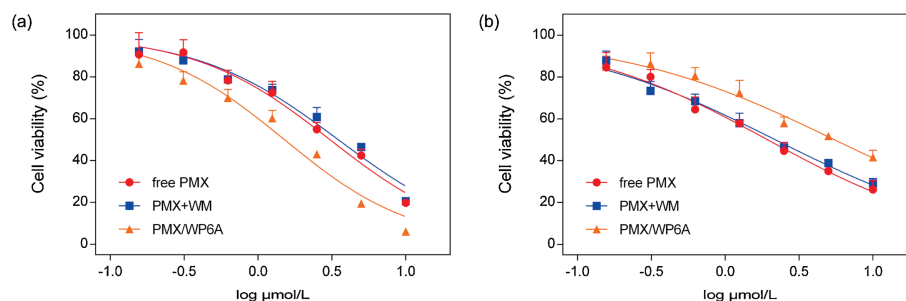 (a)
100
80
60
40
20
0
Cell viability (%)
free PMX
PMX+WM
PMX/WP6A
-1.0 -0.5 0.0 0.5 1.0
log µmol/L
(b)
100
80
60
40
20
0
Cell viability (%)
free PMX
PMX+WM
PMX/WP6A
-1.0 -0.5 0.0 0.5 1.0
log µmol/L